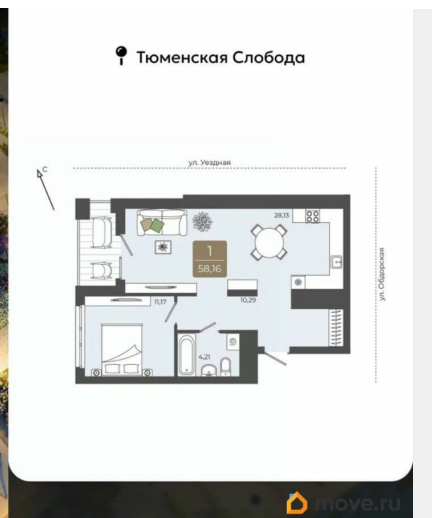 Тюменская Слобода
ул. Уездная
С
28,13
1
58,16
ул. Обдорская
11,17
10,29
4,21
move.ru